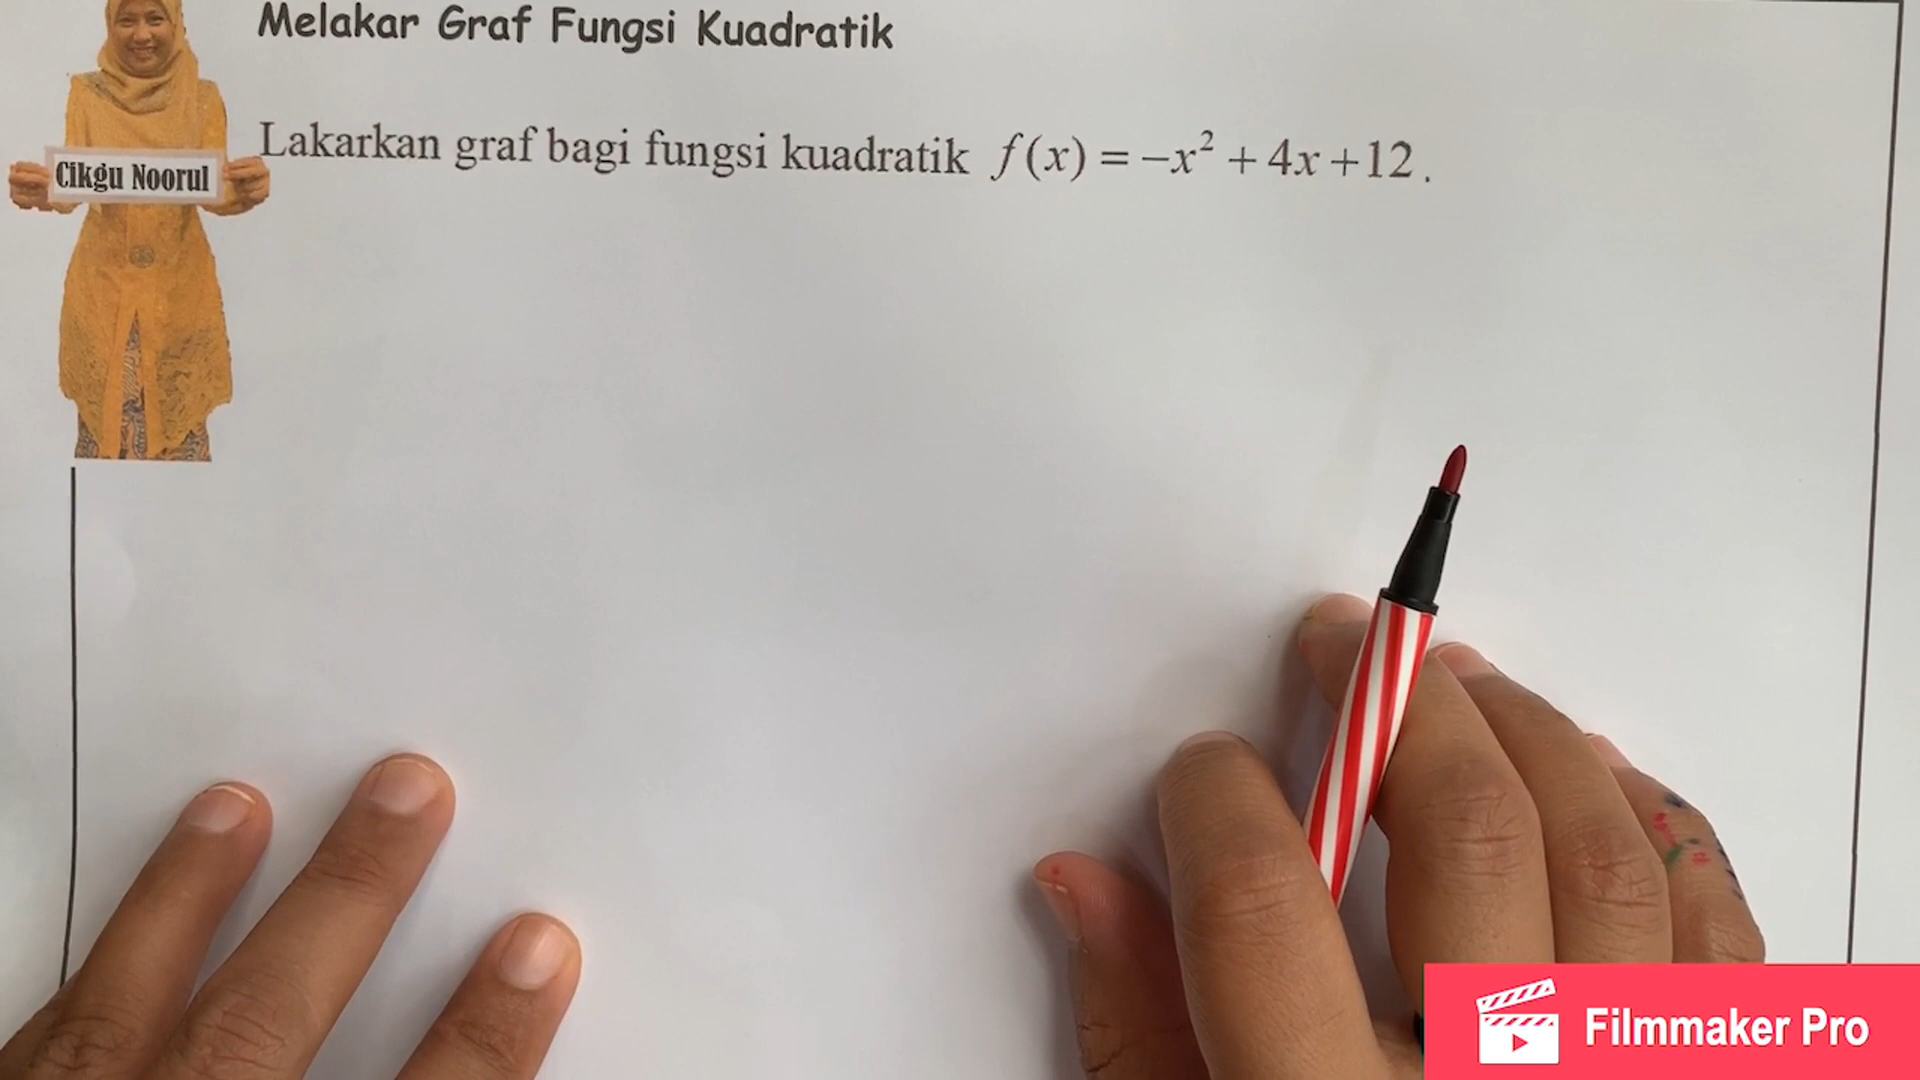 Melakar Graf Fungsi Kuadratik
Lakarkan graf bagi fungsi kuadratik f(x) = −x² + 4x + 12.
Cikgu Noorul
Filmmaker Pro